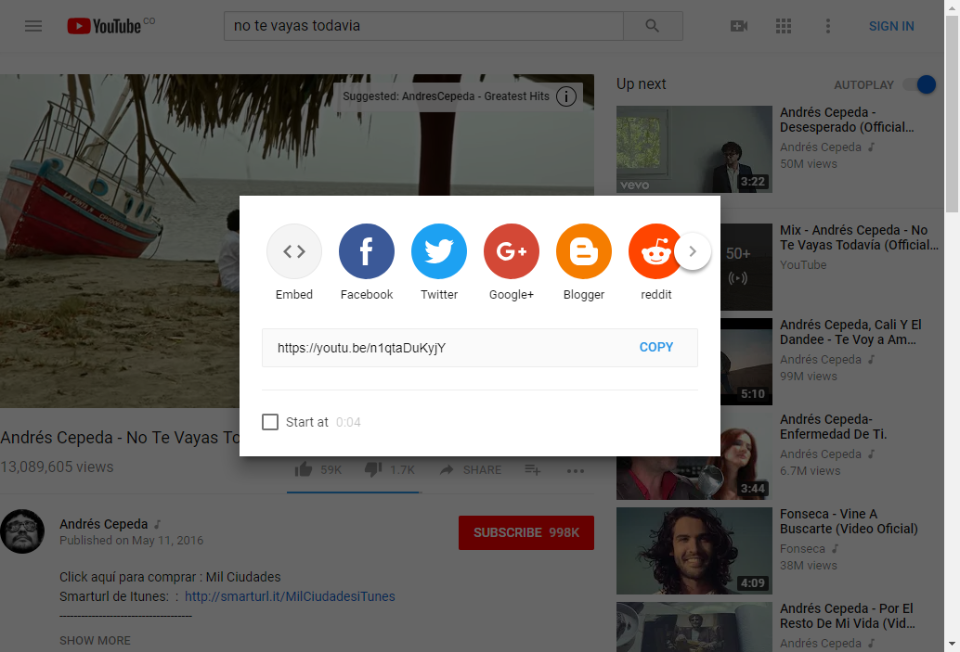 YouTube CO
no te vayas todavia
SIGN IN
Suggested: AndresCepeda - Greatest Hits
Up next
AUTOPLAY
Andrés Cepeda -
Desesperado (Official...
Andrés Cepeda
50M views
vevo
3:22
Mix - Andrés Cepeda - No
Te Vayas Todavía (Official...
YouTube
50+
Andrés Cepeda, Cali Y El
Dandee - Te Voy a Am...
Andrés Cepeda
99M views
5:10
Andrés Cepeda-
Enfermedad De Ti.
Andrés Cepeda
6.7M views
3:44
Fonseca - Vine A
Buscarte (Video Oficial)
Fonseca
38M views
4:09
Andrés Cepeda - Por El
Resto De Mi Vida (Vid...
Andrés Cepeda
Embed
Facebook
Twitter
Google+
Blogger
reddit
https://youtu.be/n1qtaDuKyjY
COPY
Start at 0:04
Andrés Cepeda - No Te Vayas To
13,089,605 views
59K
1.7K
SHARE
Andrés Cepeda
Published on May 11, 2016
SUBSCRIBE 998K
Click aquí para comprar : Mil Ciudades
Smarturl de Itunes: : http://smarturl.it/MilCiudadesiTunes
SHOW MORE